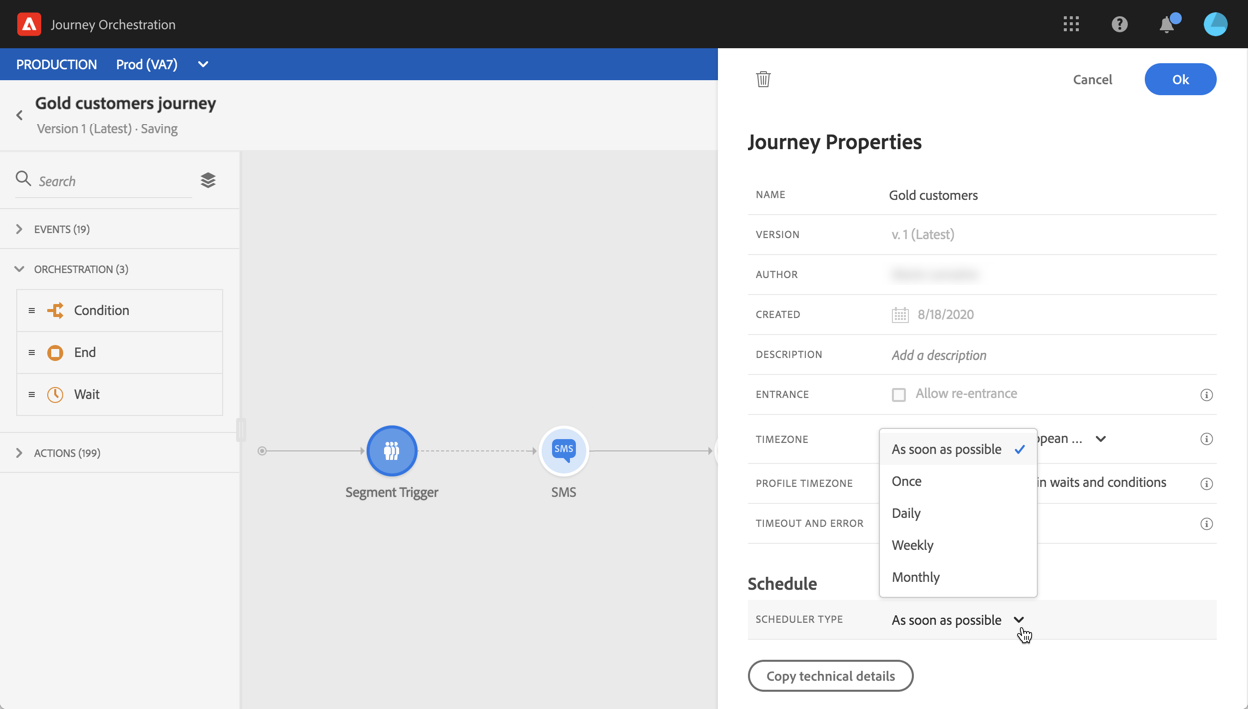 Journey Orchestration
PRODUCTION Prod (VA7)
Gold customers journey
Version 1 (Latest) · Saving
Search
EVENTS (19)
ORCHESTRATION (3)
Condition
End
Wait
ACTIONS (199)
Segment Trigger
SMS
SMS
Cancel
Ok
Journey Properties
NAME Gold customers
VERSION v. 1 (Latest)
AUTHOR
CREATED 8/18/2020
DESCRIPTION Add a description
ENTRANCE Allow re-entrance
TIMEZONE pean ...
PROFILE TIMEZONE in waits and conditions
TIMEOUT AND ERROR
As soon as possible
Once
Daily
Weekly
Monthly
Schedule
SCHEDULER TYPE As soon as possible
Copy technical details